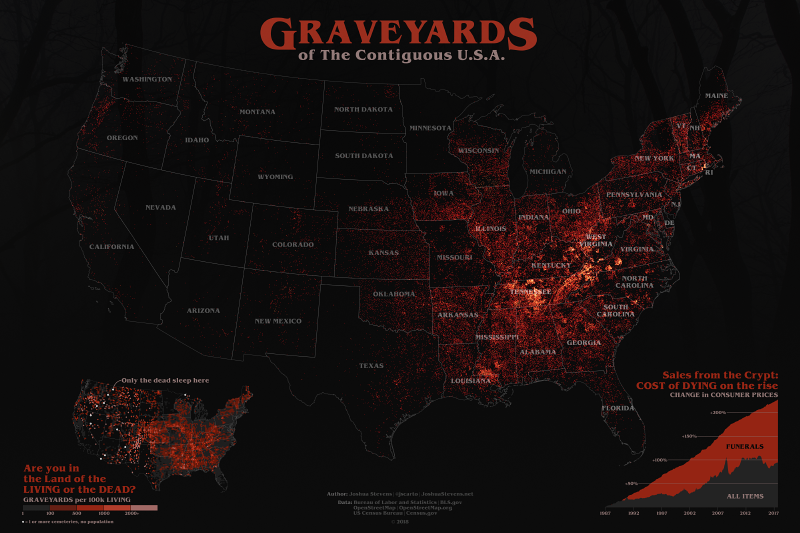 GRAVEYARDS
of The Contiguous U.S.A.
WASHINGTON
MONTANA
NORTH DAKOTA
MINNESOTA
MAINE
OREGON
IDAHO
VT
NH
WISCONSIN
SOUTH DAKOTA
MICHIGAN
NEW YORK
MA
CT
RI
WYOMING
IOWA
PENNSYLVANIA
NEVADA
NEBRASKA
NJ
ILLINOIS
INDIANA
OHIO
MD
DE
UTAH
COLORADO
WEST
VIRGINIA
CALIFORNIA
KANSAS
MISSOURI
VIRGINIA
KENTUCKY
NORTH
CAROLINA
OKLAHOMA
TENNESSEE
ARIZONA
NEW MEXICO
ARKANSAS
SOUTH
CAROLINA
MISSISSIPPI
GEORGIA
ALABAMA
TEXAS
LOUISIANA
FLORIDA
Only the dead sleep here
Are you in
the Land of the
LIVING or the DEAD?
GRAVEYARDS per 100k LIVING
1
100
500
1000
2000+
= 1 or more cemeteries, no population
Sales from the Crypt:
COST of DYING on the rise
CHANGE in CONSUMER PRICES
+200%
+150%
+100%
FUNERALS
ALL ITEMS
1987
1992
1997
2002
2007
2012
2017
Author: Joshua Stevens | @jscarto | JoshuaStevens.net
Data: Bureau of Labor and Statistics | BLS.gov
OpenStreetMap | OpenStreetMap.org
US Census Bureau | Census.gov